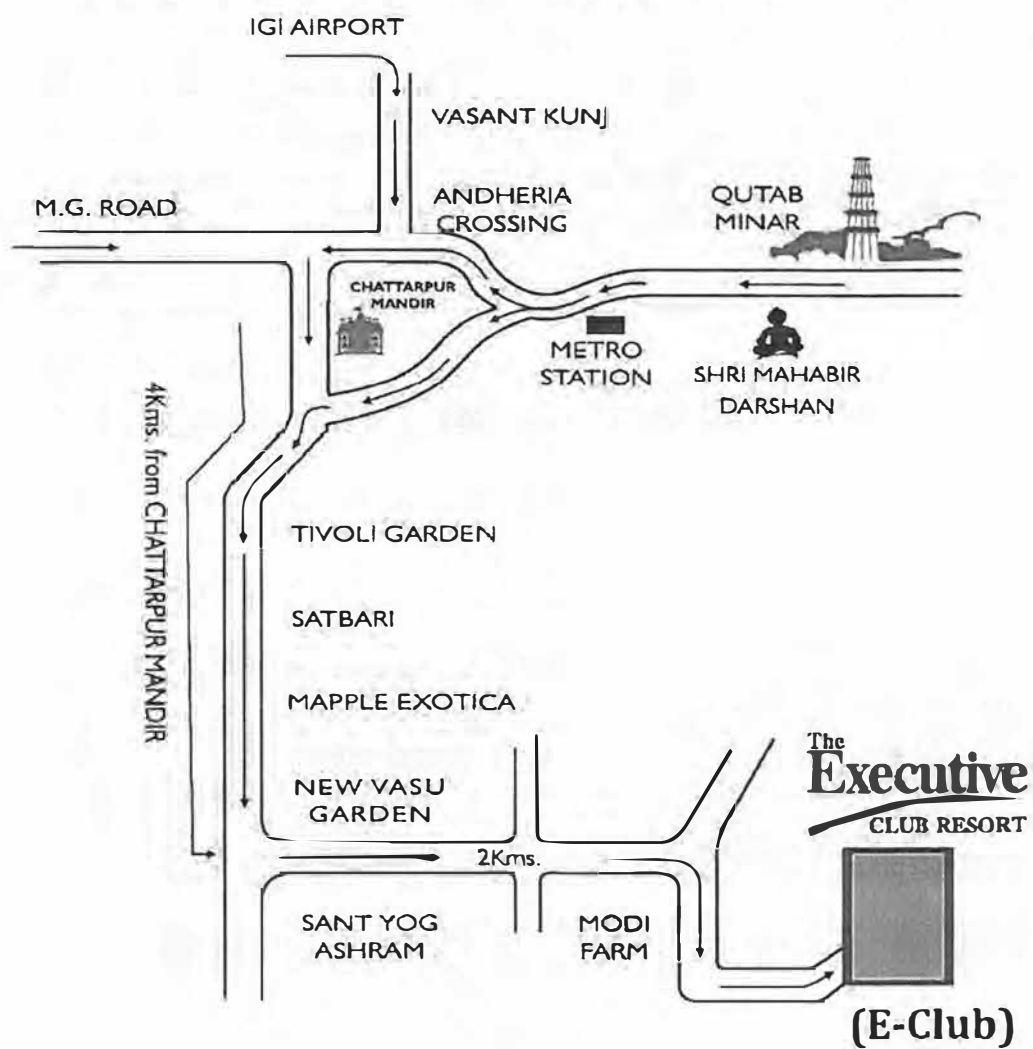 IGI AIRPORT
VASANT KUNJ
M.G. ROAD
ANDHERIA
CROSSING
QUTAB
MINAR
CHATTARPUR
MANDIR
METRO
STATION
SHRI MAHABIR
DARSHAN
4Kms. from CHATTARPUR MANDIR
TIVOLI GARDEN
SATBARI
MAPPLE EXOTICA
NEW VASU
GARDEN
The
Executive
CLUB RESORT
2Kms.
SANT YOG
ASHRAM
MODI
FARM
(E-Club)